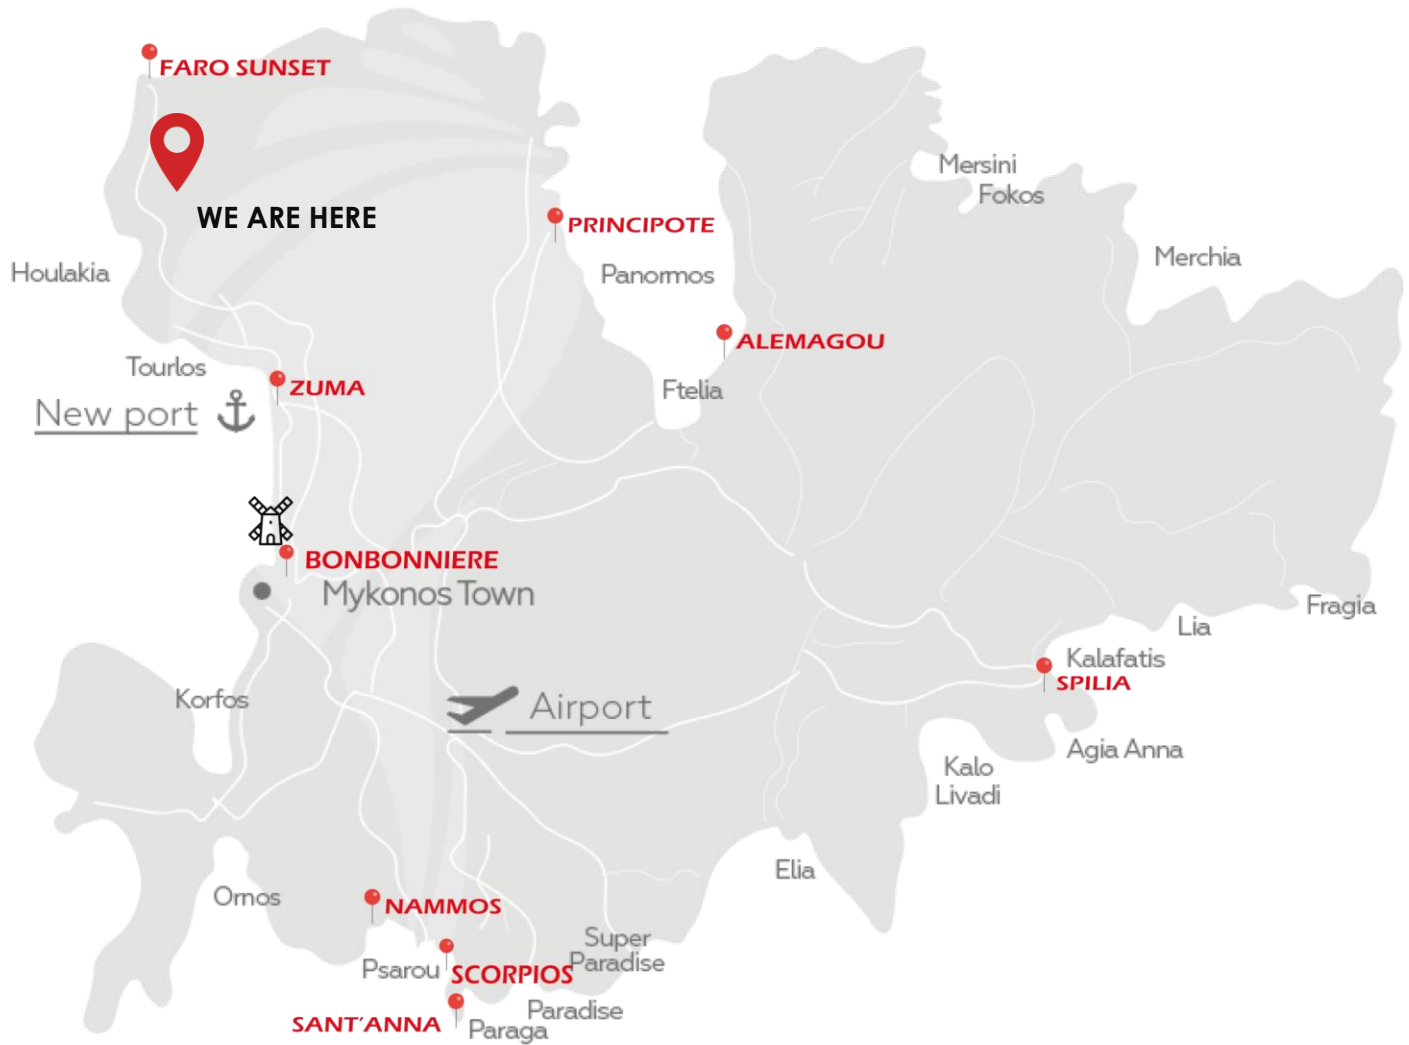 FARO SUNSET
WE ARE HERE
Mersini
Fokos
PRINCIPOTE
Panormos
Merchia
Houlakia
ALEMAGOU
Tourlos
ZUMA
Ftelia
New port
BONBONNIERE
Mykonos Town
Fragia
Lia
Kalafatis
SPILIA
Korfos
Airport
Agia Anna
Kalo
Livadi
Elia
Ornos
NAMMOS
Super
Paradise
Psarou
SCORPIOS
SANT'ANNA
Paradise
Paraga